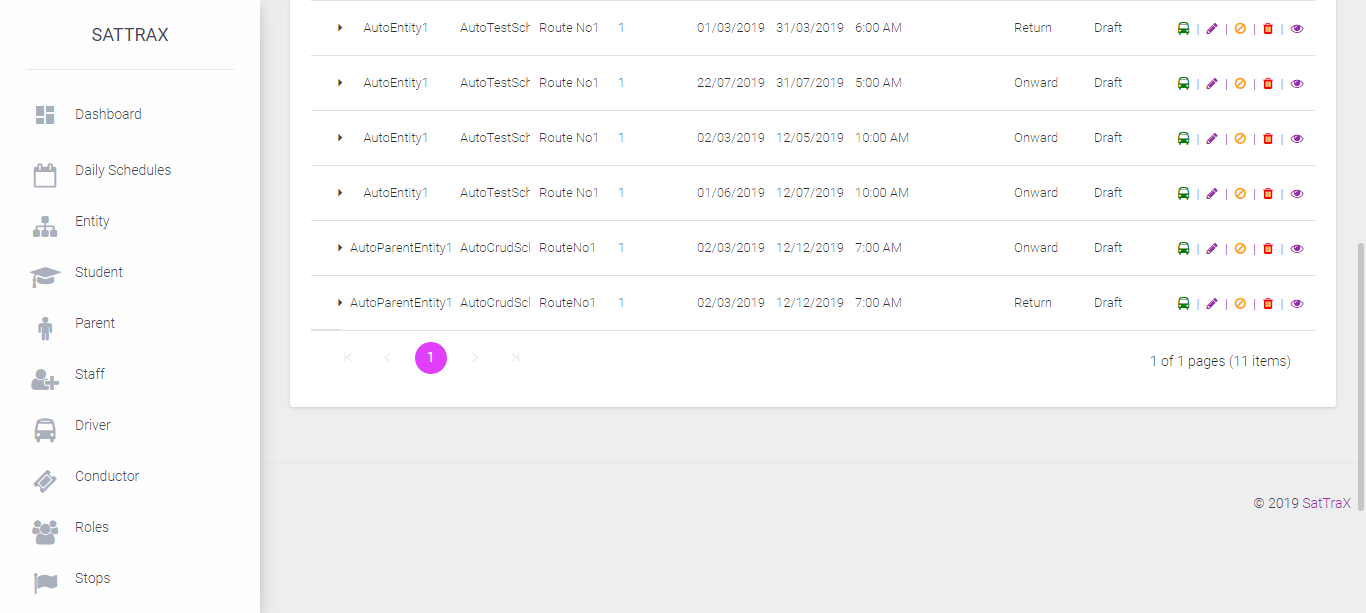 SATTRAX
Dashboard
Daily Schedules
Entity
Student
Parent
Staff
Driver
Conductor
Roles
Stops
AutoEntity1 AutoTestSch Route No1 1 01/03/2019 31/03/2019 6:00 AM Return Draft
AutoEntity1 AutoTestSch Route No1 1 22/07/2019 31/07/2019 5:00 AM Onward Draft
AutoEntity1 AutoTestSch Route No1 1 02/03/2019 12/05/2019 10:00 AM Onward Draft
AutoEntity1 AutoTestSch Route No1 1 01/06/2019 12/07/2019 10:00 AM Onward Draft
AutoParentEntity1 AutoCrudScl RouteNo1 1 02/03/2019 12/12/2019 7:00 AM Onward Draft
AutoParentEntity1 AutoCrudScl RouteNo1 1 02/03/2019 12/12/2019 7:00 AM Return Draft
1
1 of 1 pages (11 items)
© 2019 SatTraX